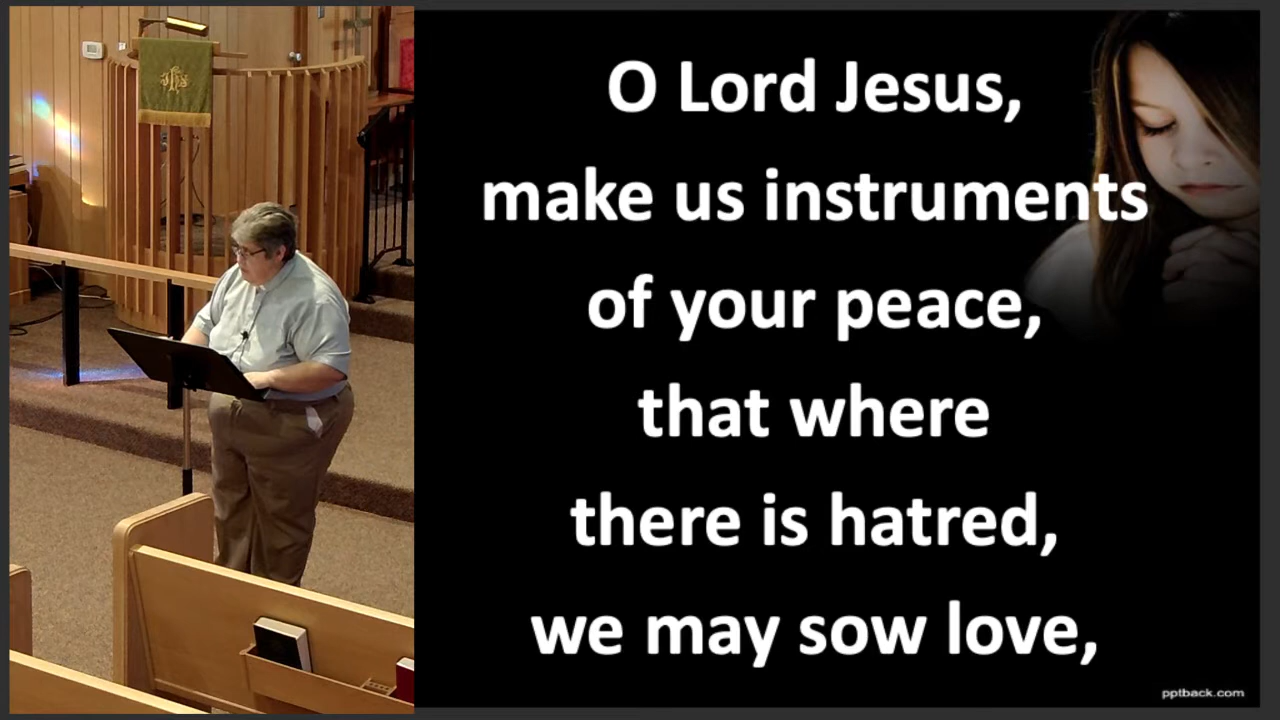 IHS
O Lord Jesus,
make us instruments
of your peace,
that where
there is hatred,
we may sow love,
pptback.com